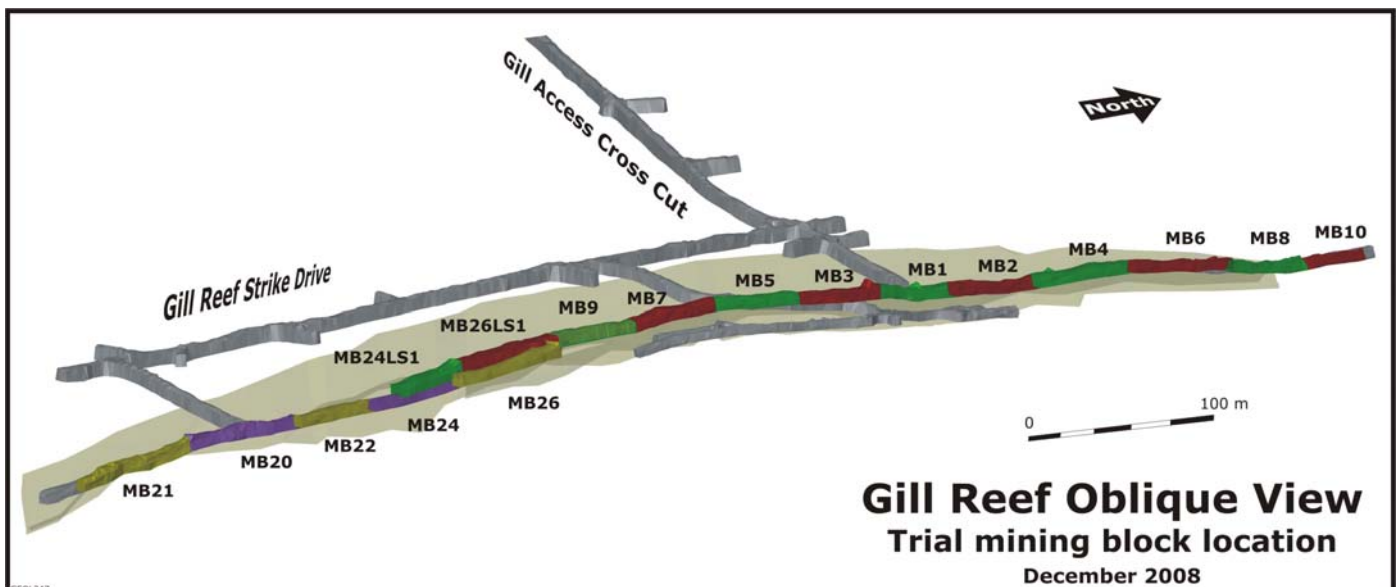 Gill Access Cross Cut
North
Gill Reef Strike Drive
MB10
MB8
MB6
MB4
MB2
MB1
MB3
MB5
MB7
MB9
MB26LS1
MB24LS1
MB26
MB24
MB22
MB20
MB21
0
100 m
Gill Reef Oblique View
Trial mining block location
December 2008